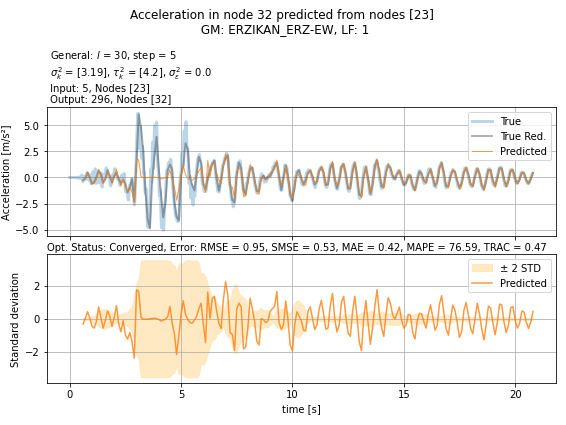 Acceleration in node 32 predicted from nodes [23]
GM: ERZIKAN_ERZ-EW, LF: 1
General: l = 30, step = 5
σ²ₖ = [3.19], τ²ₖ = [4.2], σ²ε = 0.0
Input: 5, Nodes [23]
Output: 296, Nodes [32]
Acceleration [m/s²]
5.0
2.5
0.0
−2.5
−5.0
True
True Red.
Predicted
Opt. Status: Converged, Error: RMSE = 0.95, SMSE = 0.53, MAE = 0.42, MAPE = 76.59, TRAC = 0.47
Standard deviation
2
0
−2
± 2 STD
Predicted
0
5
10
15
20
time [s]